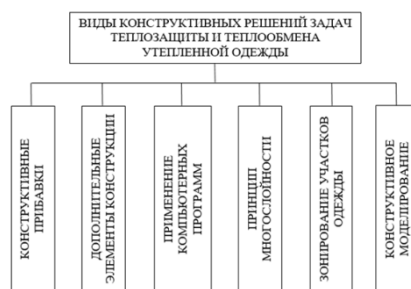 ВИДЫ КОНСТРУКТИВНЫХ РЕШЕНИЙ ЗАДАЧ
ТЕПЛОЗАЩИТЫ И ТЕПЛООБМЕНА
УТЕПЛЕННОЙ ОДЕЖДЫ
КОНСТРУКТИВНЫЕ
ПРИБАВКИ
ДОПОЛНИТЕЛЬНЫЕ
ЭЛЕМЕНТЫ КОНСТРУКЦИИ
ПРИМЕНЕНИЕ
КОМПЬЮТЕРНЫХ
ПРОГРАММ
ПРИНЦИП
МНОГОСЛОЙНОСТИ
ЗОНИРОВАНИЕ УЧАСТКОВ
ОДЕЖДЫ
КОНСТРУКТИВНОЕ
МОДЕЛИРОВАНИЕ